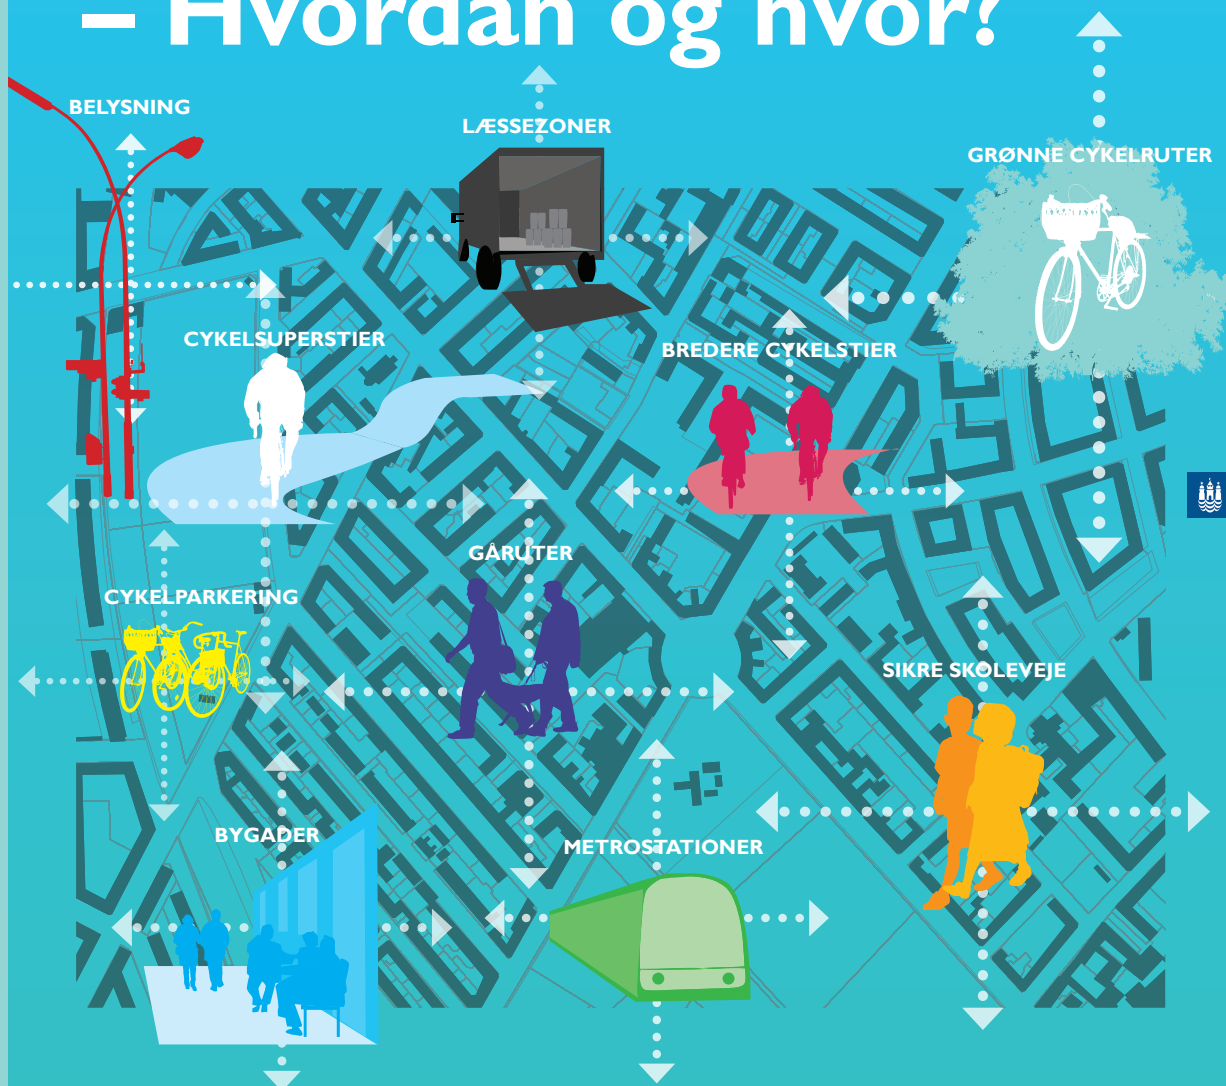 – Hvordan og hvor?
BELYSNING
LÆSSEZONER
GRØNNE CYKELRUTER
CYKELSUPERSTIER
BREDERE CYKELSTIER
GÅRUTER
CYKELPARKERING
SIKRE SKOLEVEJE
BYGADER
METROSTATIONER